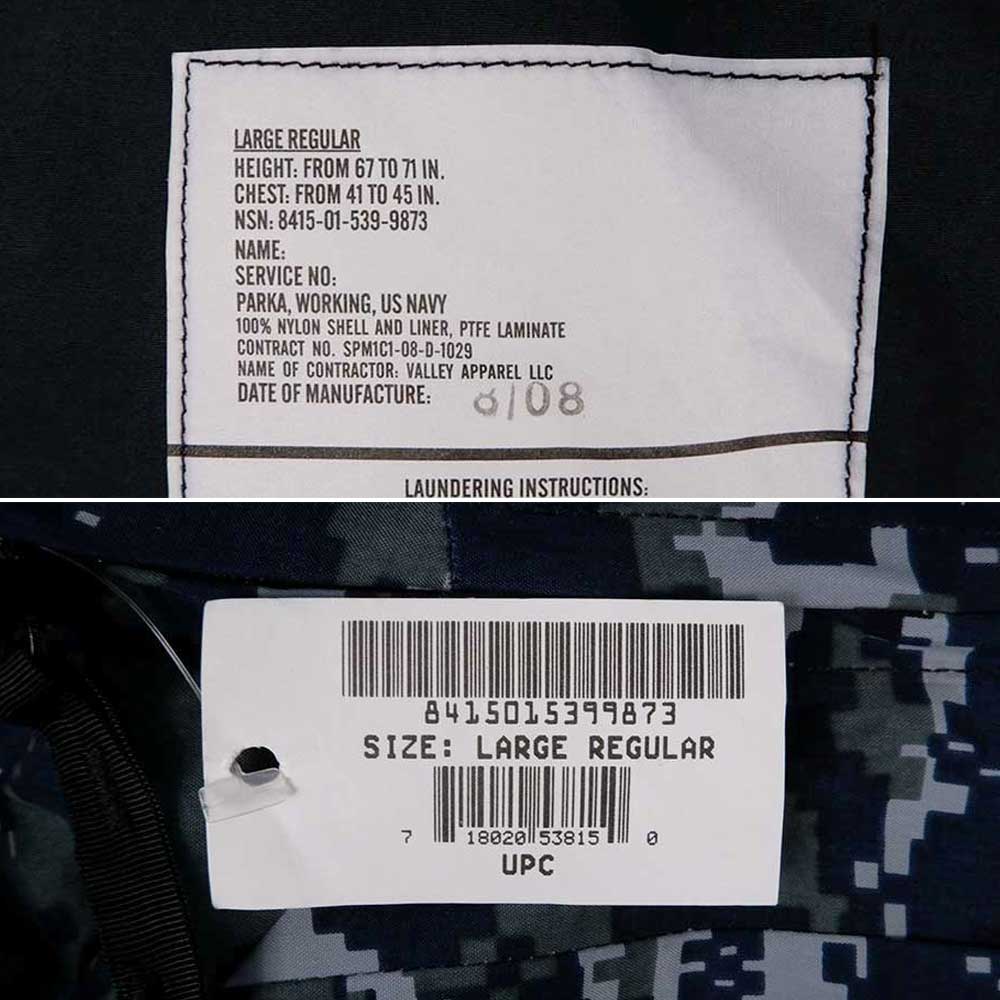 LARGE REGULAR
HEIGHT: FROM 67 TO 71 IN.
CHEST: FROM 41 TO 45 IN.
NSN: 8415-01-539-9873
NAME:
SERVICE NO:
PARKA, WORKING, US NAVY
100% NYLON SHELL AND LINER, PTFE LAMINATE
CONTRACT NO. SPM1C1-08-D-1029
NAME OF CONTRACTOR: VALLEY APPAREL LLC
DATE OF MANUFACTURE: 8/08
LAUNDERING INSTRUCTIONS:
8415015399873
SIZE: LARGE REGULAR
7 18020 53815 0
UPC